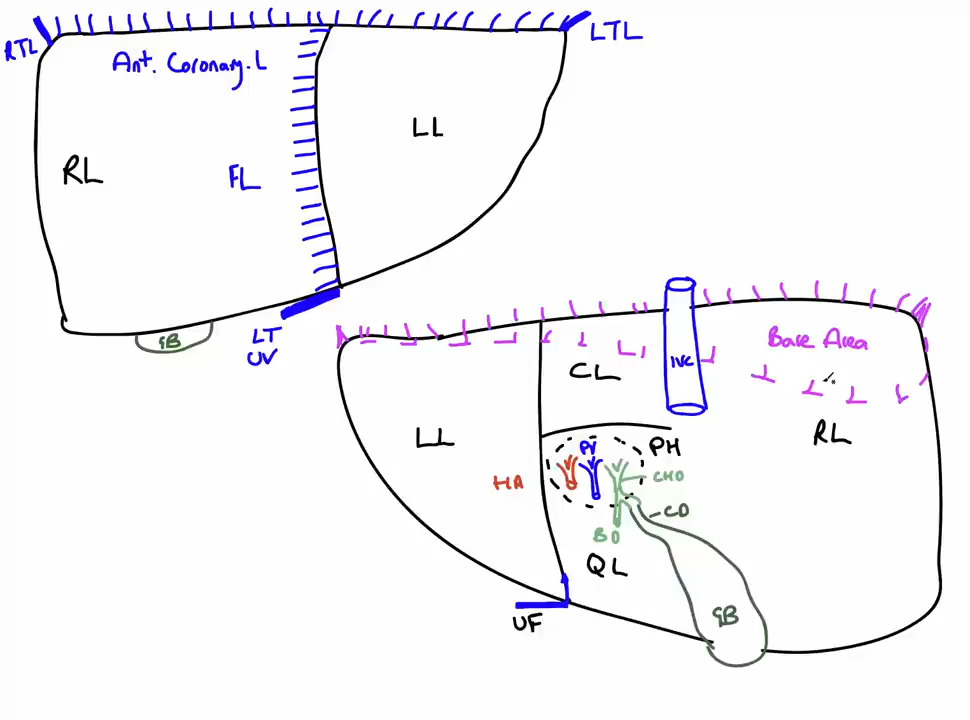 RTL
LTL
Ant. Coronary. L
LL
RL
FL
GB
LT
UV
IVC
Bare Area
CL
LL
RL
PV
PH
HA
CHD
CD
BD
QL
GB
UF